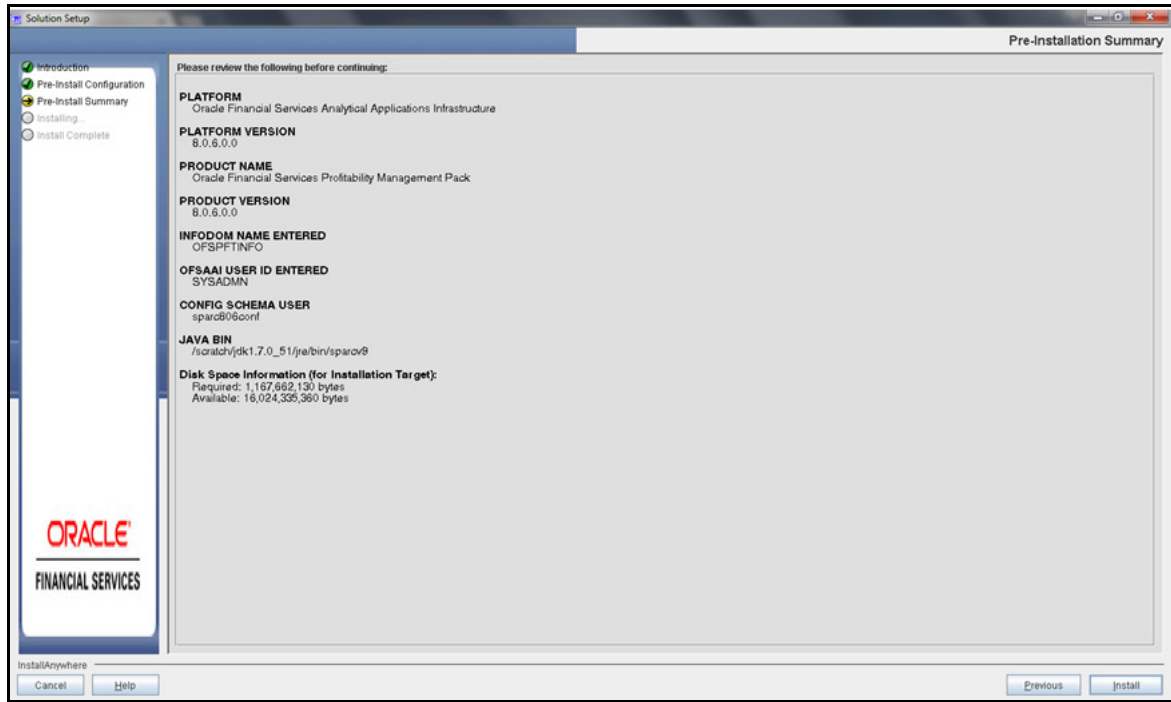 Solution Setup
Pre-Installation Summary
Introduction
Pre-Install Configuration
Pre-Install Summary
Installing...
Install Complete
Please review the following before continuing:
PLATFORM
Oracle Financial Services Analytical Applications Infrastructure
PLATFORM VERSION
8.0.6.0.0
PRODUCT NAME
Oracle Financial Services Profitability Management Pack
PRODUCT VERSION
8.0.6.0.0
INFODOM NAME ENTERED
OFSPFTINFO
OFSAAI USER ID ENTERED
SYSADMN
CONFIG SCHEMA USER
sparc806conf
JAVA BIN
/scratch/jdk1.7.0_51/jre/bin/sparcv9
Disk Space Information (for Installation Target):
Required: 1,167,662,130 bytes
Available: 16,024,335,360 bytes
ORACLE
FINANCIAL SERVICES
InstallAnywhere
Cancel
Help
Previous
Install